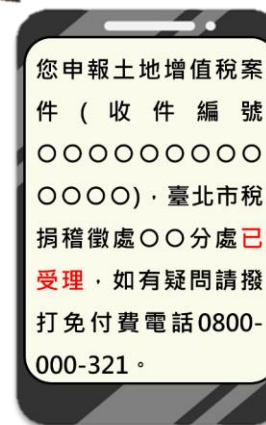 您申報土地增值稅案
件(收件編號
○○○○○○○○○
○○○○)，臺北市稅
捐稽徵處○○分處已
受理，如有疑問請撥
打免付費電話0800-
000-321。